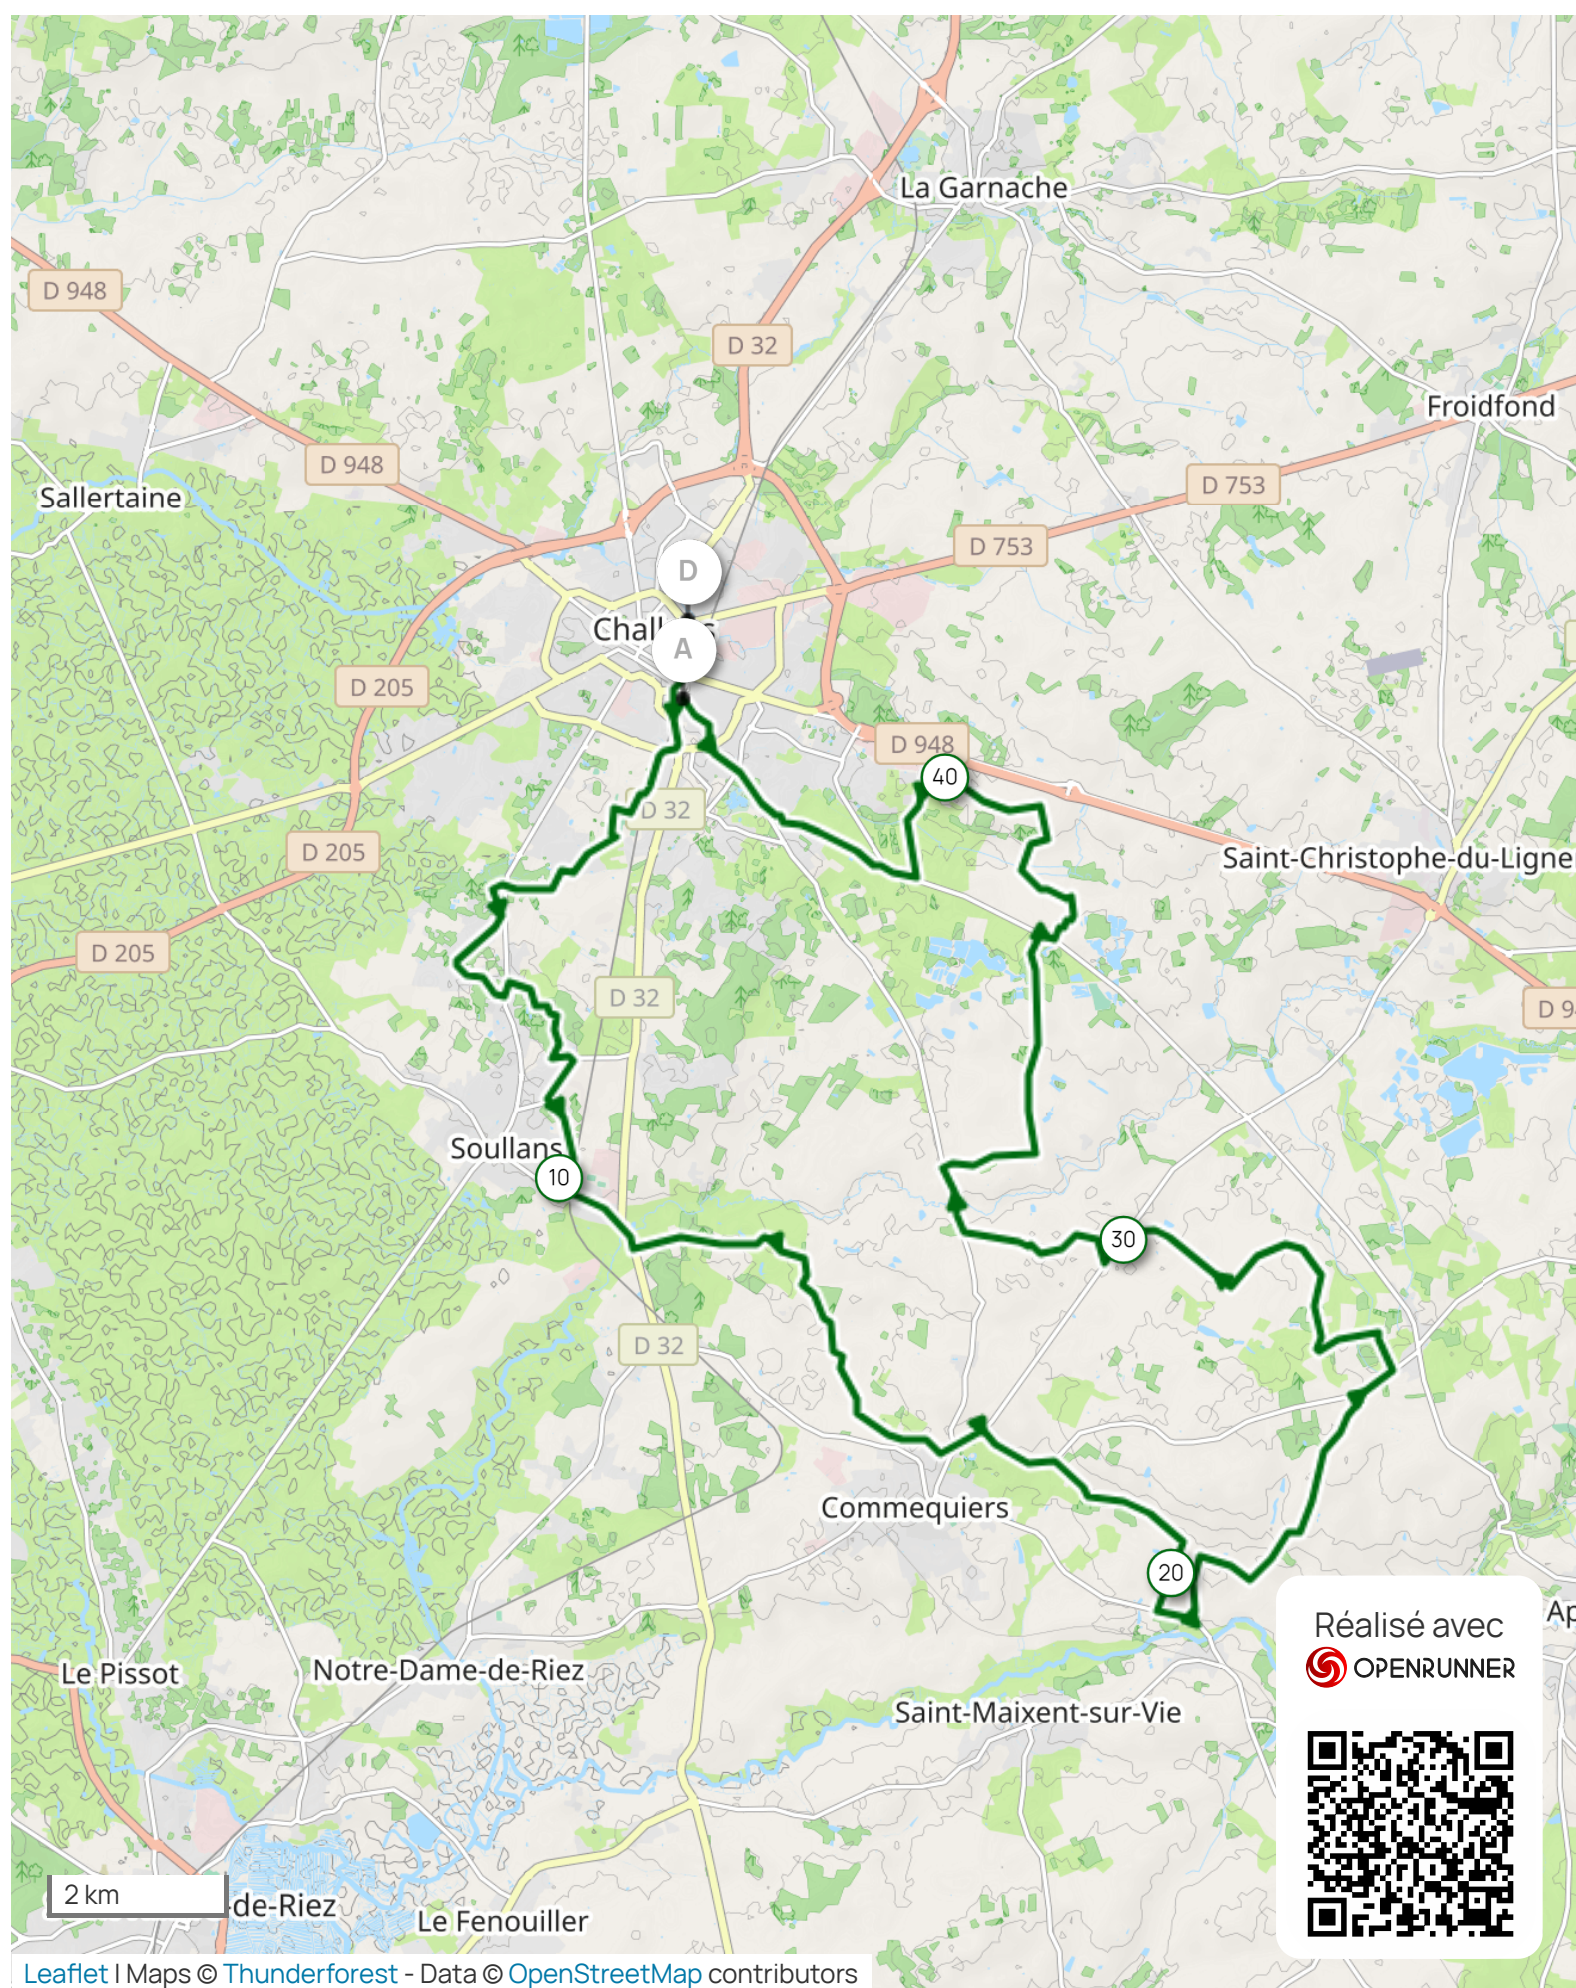 La Garnache
D 948
D 32
Froidfond
D 948
D 753
Sallertaine
D 753
D
A
D 205
D 948
40
D 32
D 205
Saint-Christophe-du-Ligne
D 205
D 32
Soullans
10
30
D 32
Commequiers
20
Réalisé avec
OPENRUNNER
Le Pissot
Notre-Dame-de-Riez
Saint-Maixent-sur-Vie
2 km
-de-Riez
Le Fenouiller
Leaflet | Maps © Thunderforest - Data © OpenStreetMap contributors